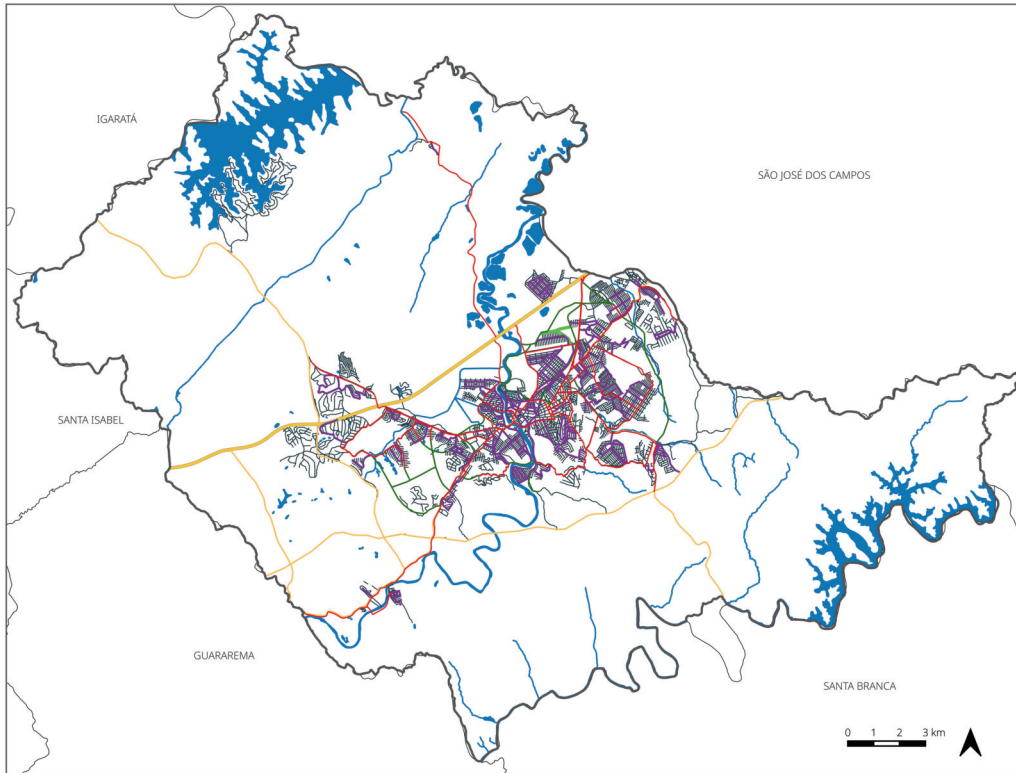 IGARATÁ
SÃO JOSÉ DOS CAMPOS
SANTA ISABEL
GUARAREMA
SANTA BRANCA
0 1 2 3 km